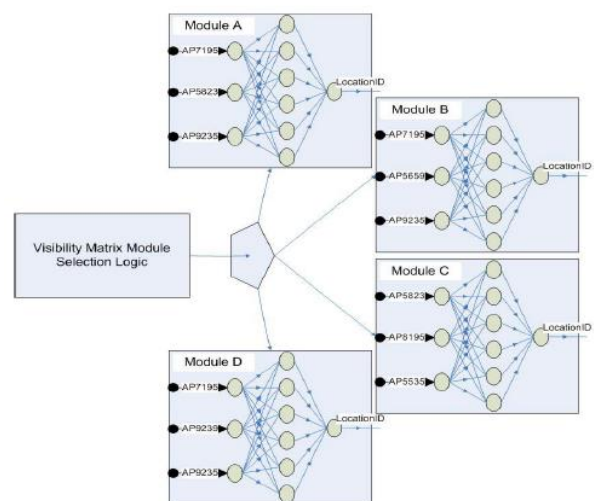 Module A
AP7195
AP5823
AP9235
LocationID
Module B
AP7195
AP5659
AP9235
LocationID
Visibility Matrix Module
Selection Logic
Module C
AP5823
AP8195
AP5535
LocationID
Module D
AP7195
AP9239
AP9235
LocationID